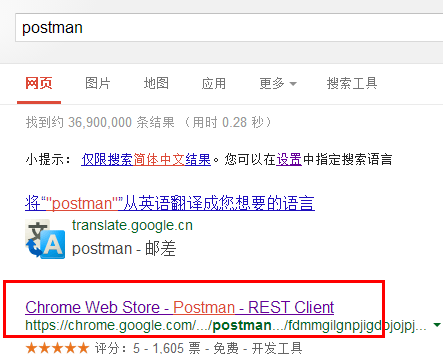 postman
网页 图片 地图 应用 更多 搜索工具
找到约 36,900,000 条结果 （用时 0.28 秒）
小提示： 仅限搜索简体中文结果。您可以在设置中指定搜索语言
将“"postman"”从英语翻译成您想要的语言
translate.google.cn
postman - 邮差
Chrome Web Store - Postman - REST Client
https://chrome.google.com/.../postman.../fdmmgilgnpjigdojojpj...
评分：5 - 1,605 票 - 免费 - 开发工具